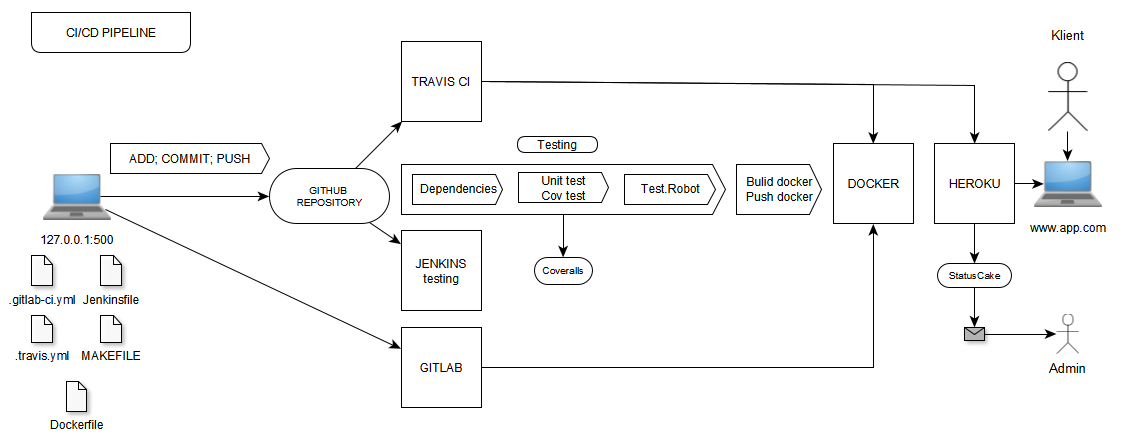 CI/CD PIPELINE
Klient
TRAVIS CI
Testing
ADD; COMMIT; PUSH
GITHUB
REPOSITORY
Dependencies
Unit test
Cov test
Test.Robot
Bulid docker
Push docker
DOCKER
HEROKU
www.app.com
127.0.0.1:500
JENKINS
testing
Coveralls
StatusCake
.gitlab-ci.yml
Jenkinsfile
.travis.yml
MAKEFILE
GITLAB
Admin
Dockerfile